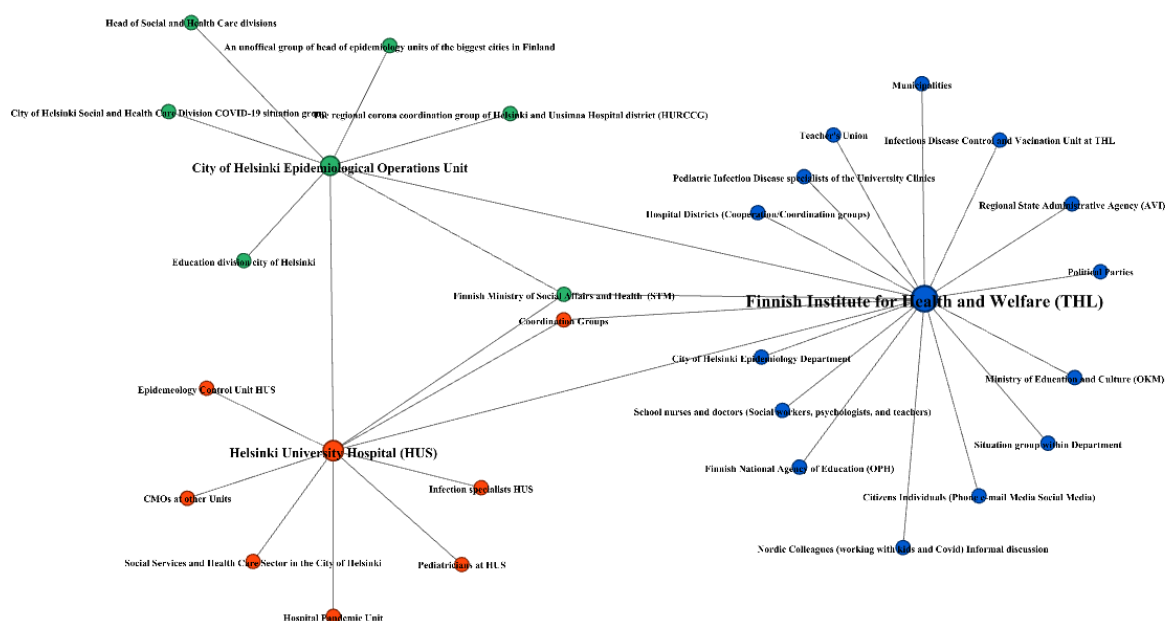 Head of Social and Health Care divisions
An unoffical group of head of epidemiology units of the biggest cities in Finland
City of Helsinki Social and Health Care Division COVID-19 situation group
The regional corona coordination group of Helsinki and Uusimaa Hospital district (HURCCG)
City of Helsinki Epidemiological Operations Unit
Education division city of Helsinki
Finnish Ministry of Social Affairs and Health (STM)
Coordination Groups
Municipalities
Teacher's Union
Infectious Disease Control and Vacination Unit at THL
Pediatric Infection Disease specialists of the Univertsity Clinics
Regional State Administrative Agency (AVI)
Hospital Districts (Cooperation/Coordination groups)
Political Parties
Finnish Institute for Health and Welfare (THL)
City of Helsinki Epidemiology Department
Ministry of Education and Culture (OKM)
School nurses and doctors (Social workers, psychologists, and teachers)
Situation group within Department
Finnish National Agency of Education (OPH)
Citizens Individuals (Phone e-mail Media Social Media)
Nordic Colleagues (working with kids and Covid) Informal discussion
Epidemeology Control Unit HUS
Helsinki University Hospital (HUS)
Infection specialists HUS
CMOs at other Units
Social Services and Health Care Sector in the City of Helsinki
Pediatricians at HUS
Hospital Pandemic Unit